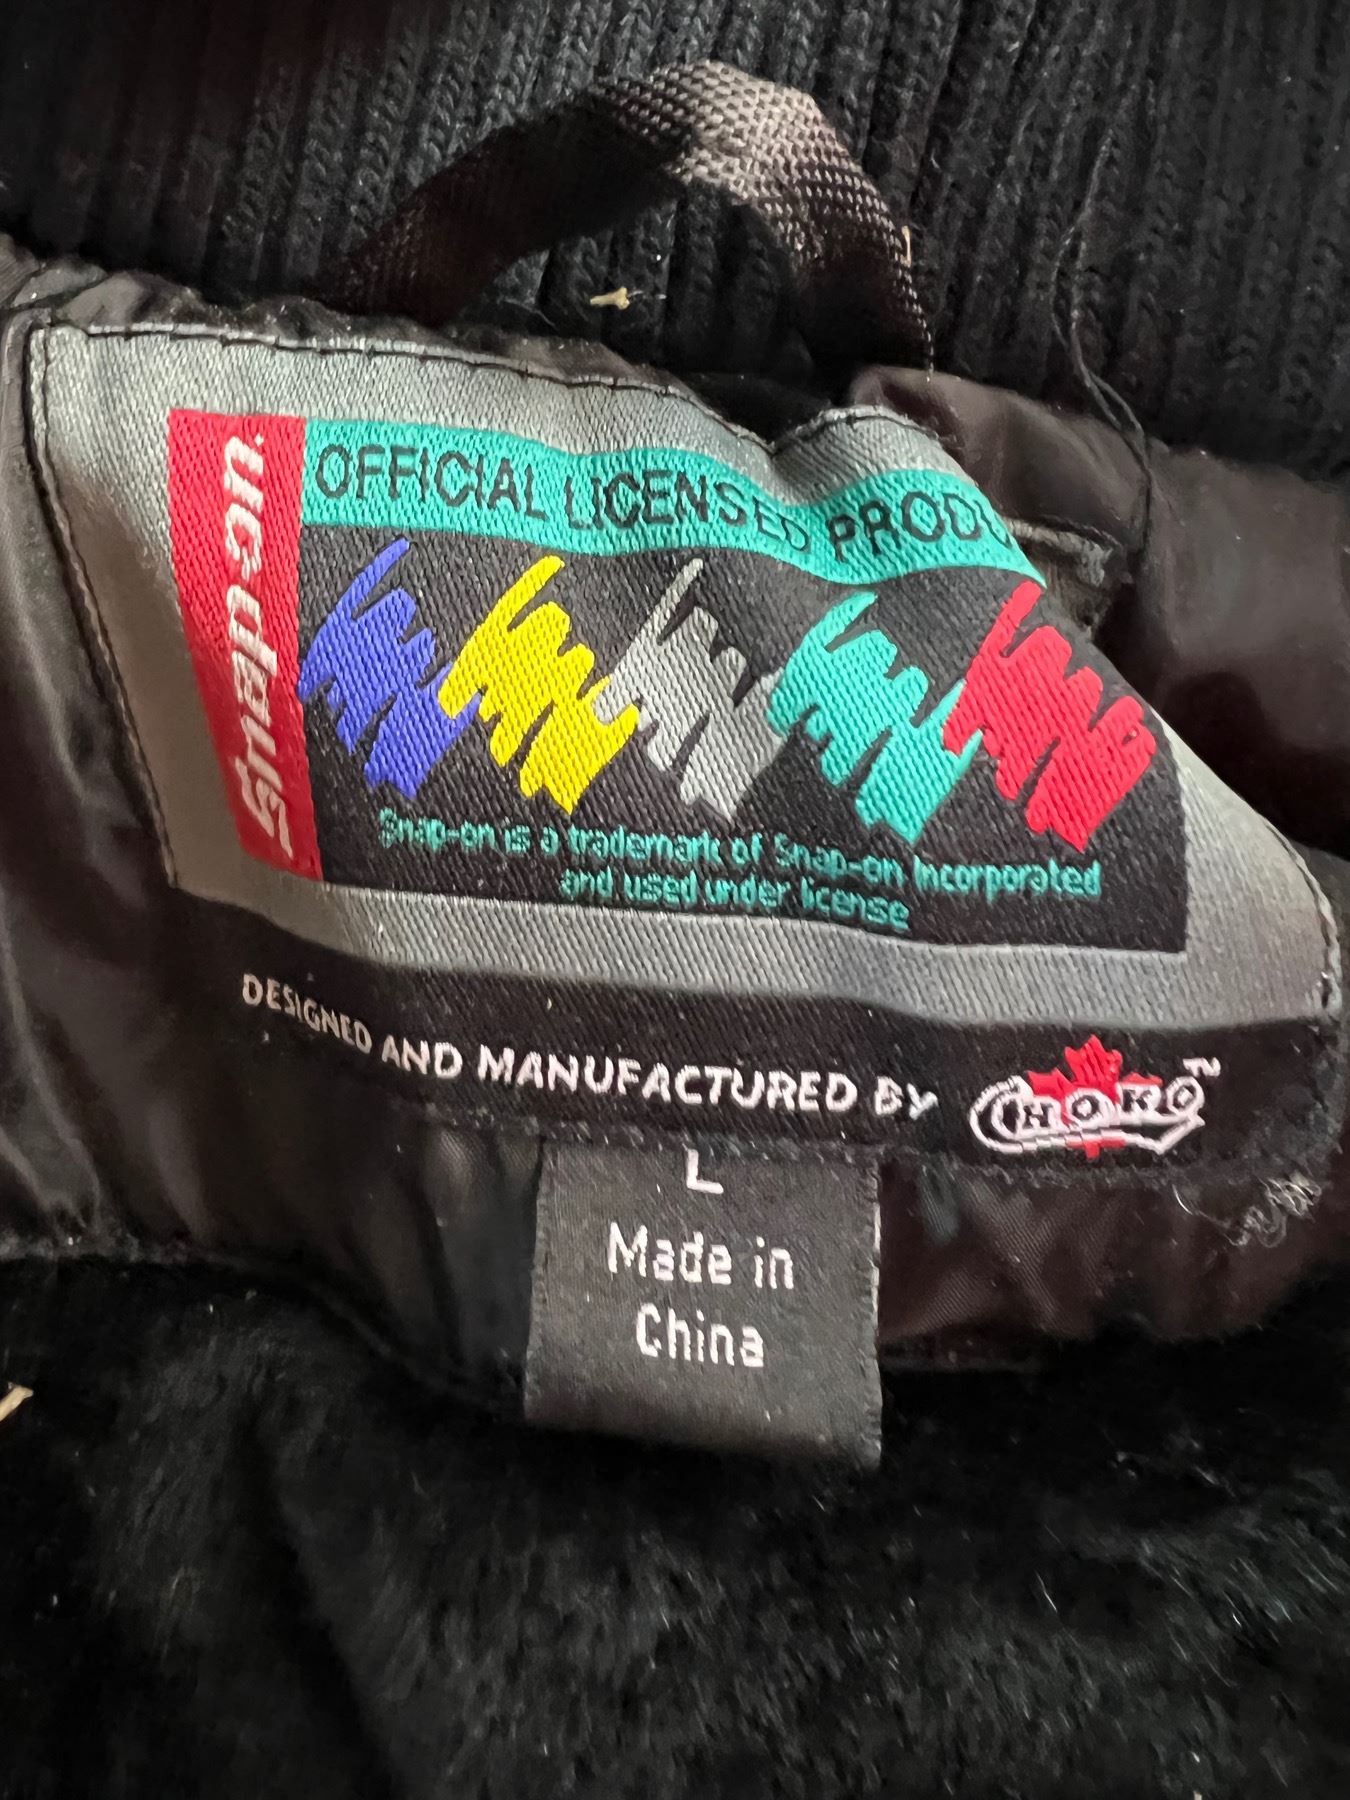 Snap-on
OFFICIAL LICENSED PRODU
Snap-on is a trademark of Snap-on Incorporated
and used under license
DESIGNED AND MANUFACTURED BY CHOKO™
L
Made in
China